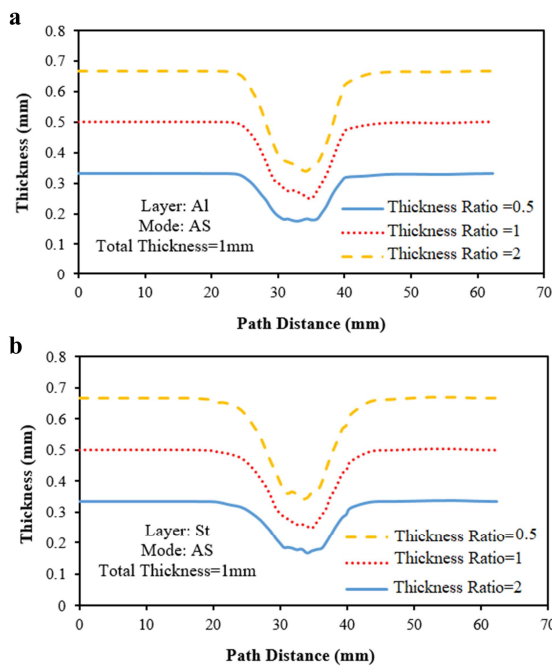 a
0.8
0.7
0.6
0.5
0.4
0.3
0.2
0.1
0
Thickness (mm)
Layer: Al
Mode: AS
Total Thickness=1mm
Thickness Ratio =0.5
Thickness Ratio =1
Thickness Ratio =2
0 10 20 30 40 50 60 70
Path Distance (mm)
b
0.8
0.7
0.6
0.5
0.4
0.3
0.2
0.1
0
Thickness (mm)
Layer: St
Mode: AS
Total Thickness=1mm
Thickness Ratio=0.5
Thickness Ratio=1
Thickness Ratio=2
0 10 20 30 40 50 60 70
Path Distance (mm)